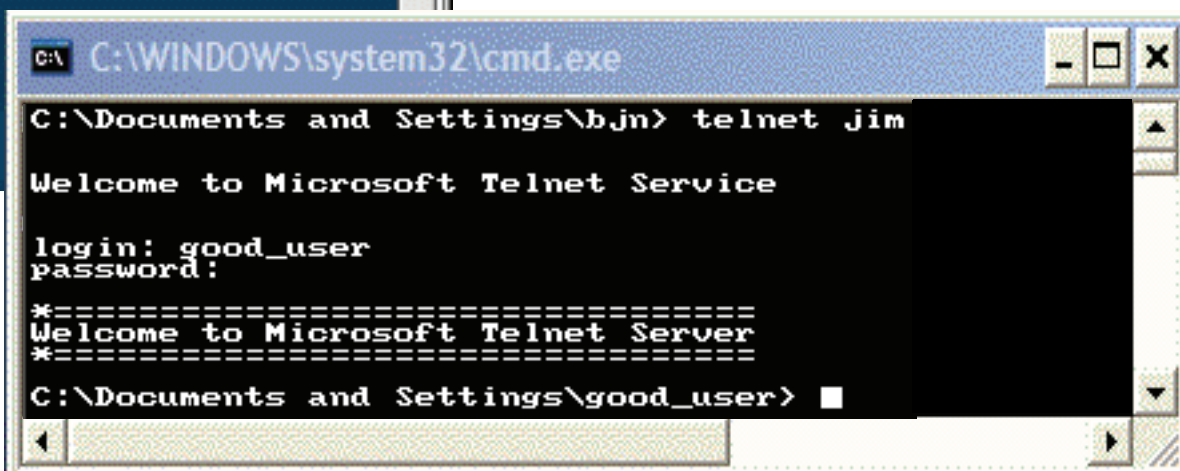 C:\WINDOWS\system32\cmd.exe
C:\Documents and Settings\bjn> telnet jim
Welcome to Microsoft Telnet Service
login: good_user
password:
*==================================
Welcome to Microsoft Telnet Server
*==================================
C:\Documents and Settings\good_user>